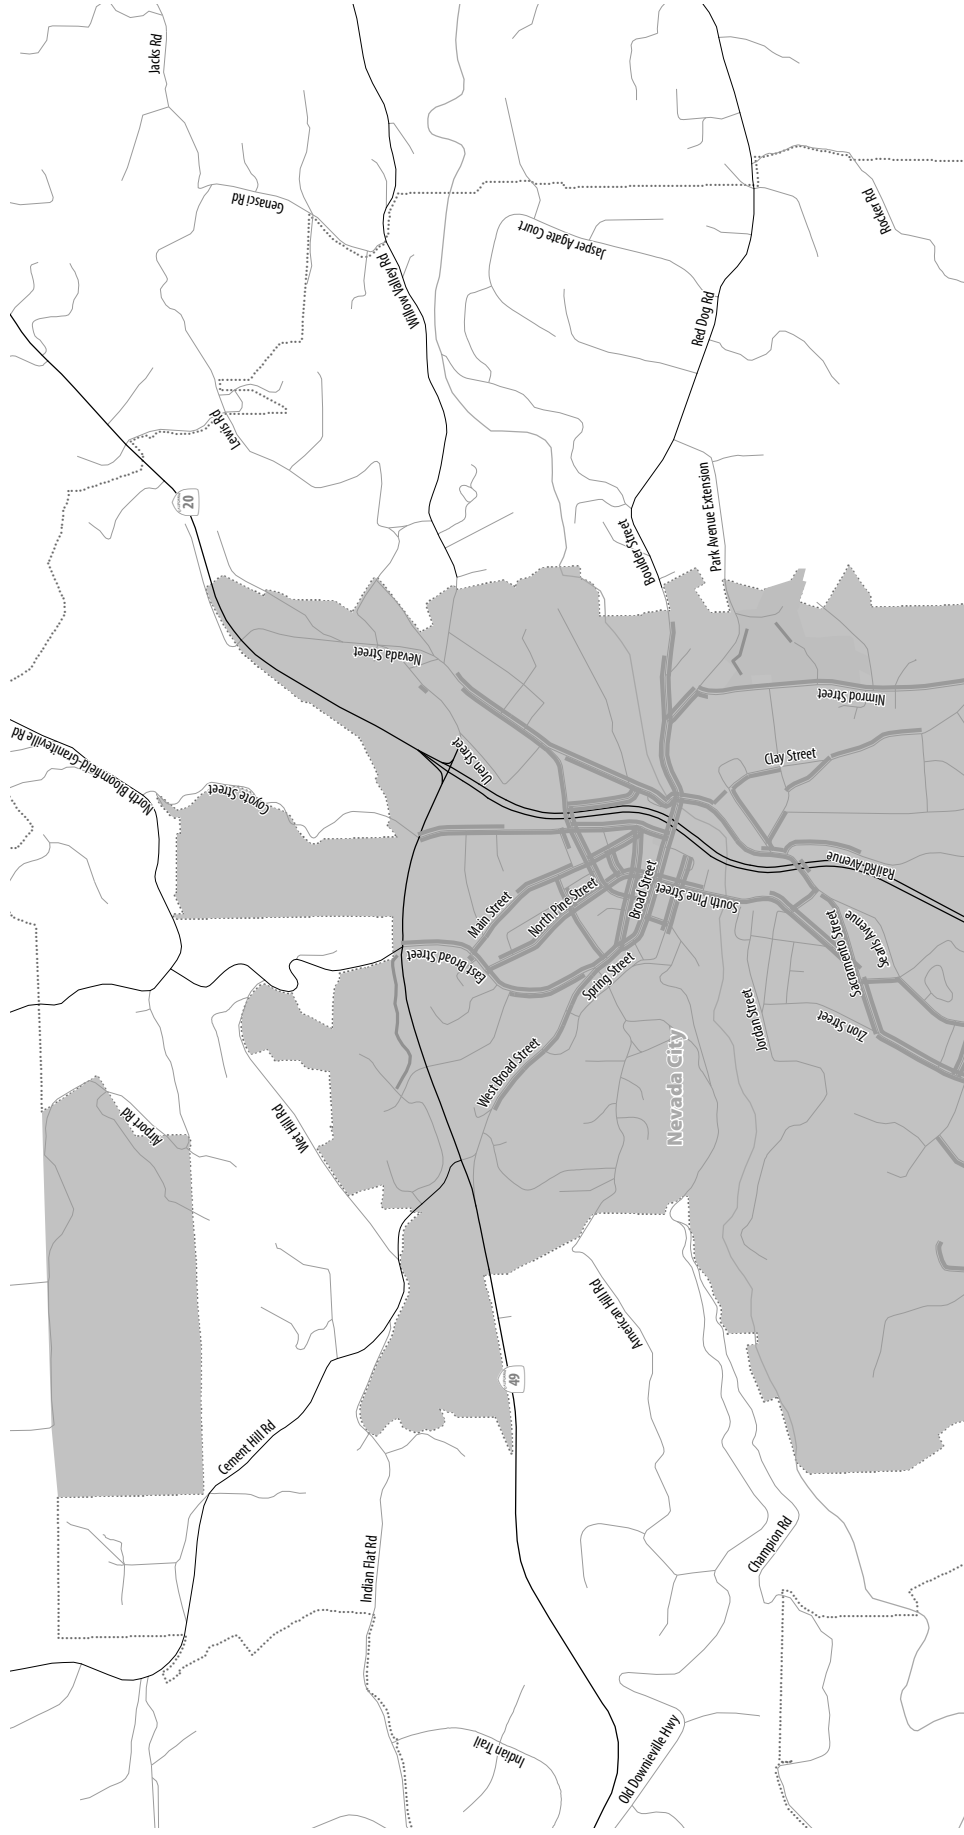 Jacks Rd
Genasci Rd
Rocker Rd
Jasper Agate Court
Willow Valley Rd
Red Dog Rd
Lewis Rd
20
Park Avenue Extension
Boulder Street
Nevada Street
Nimrod Street
North Bloomfield-Graniteville Rd
Uren Street
Clay Street
Coyote Street
Railrd Avenue
Broad Street
South Pine Street
Main Street
North Pine Street
East Broad Street
Searls Avenue
Sacramento Street
Spring Street
Jordan Street
Zion Street
West Broad Street
Nevada City
Airport Rd
Wet Hill Rd
American Hill Rd
49
Cement Hill Rd
Champion Rd
Indian Flat Rd
Indian Trail
Old Downieville Hwy